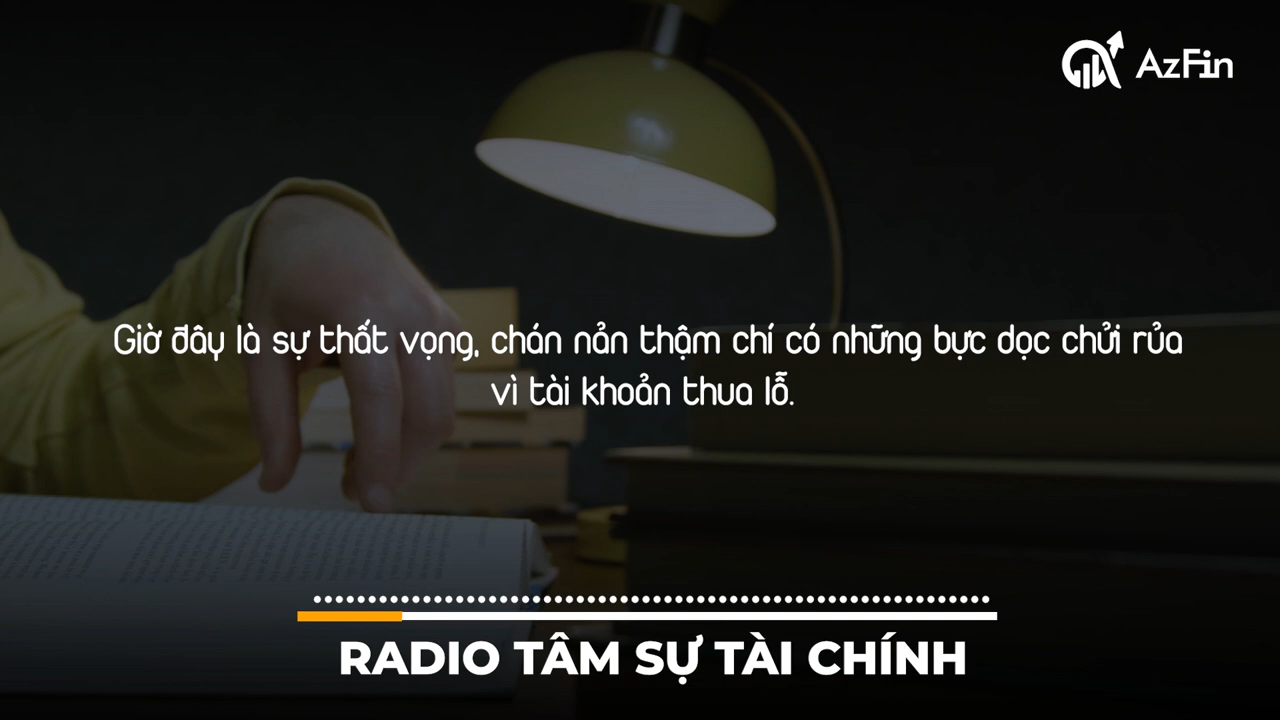 AzFin
Giờ đây là sự thất vọng, chán nản thậm chí có những bực dọc chửi rủa
vì tài khoản thua lỗ.
RADIO TÂM SỰ TÀI CHÍNH